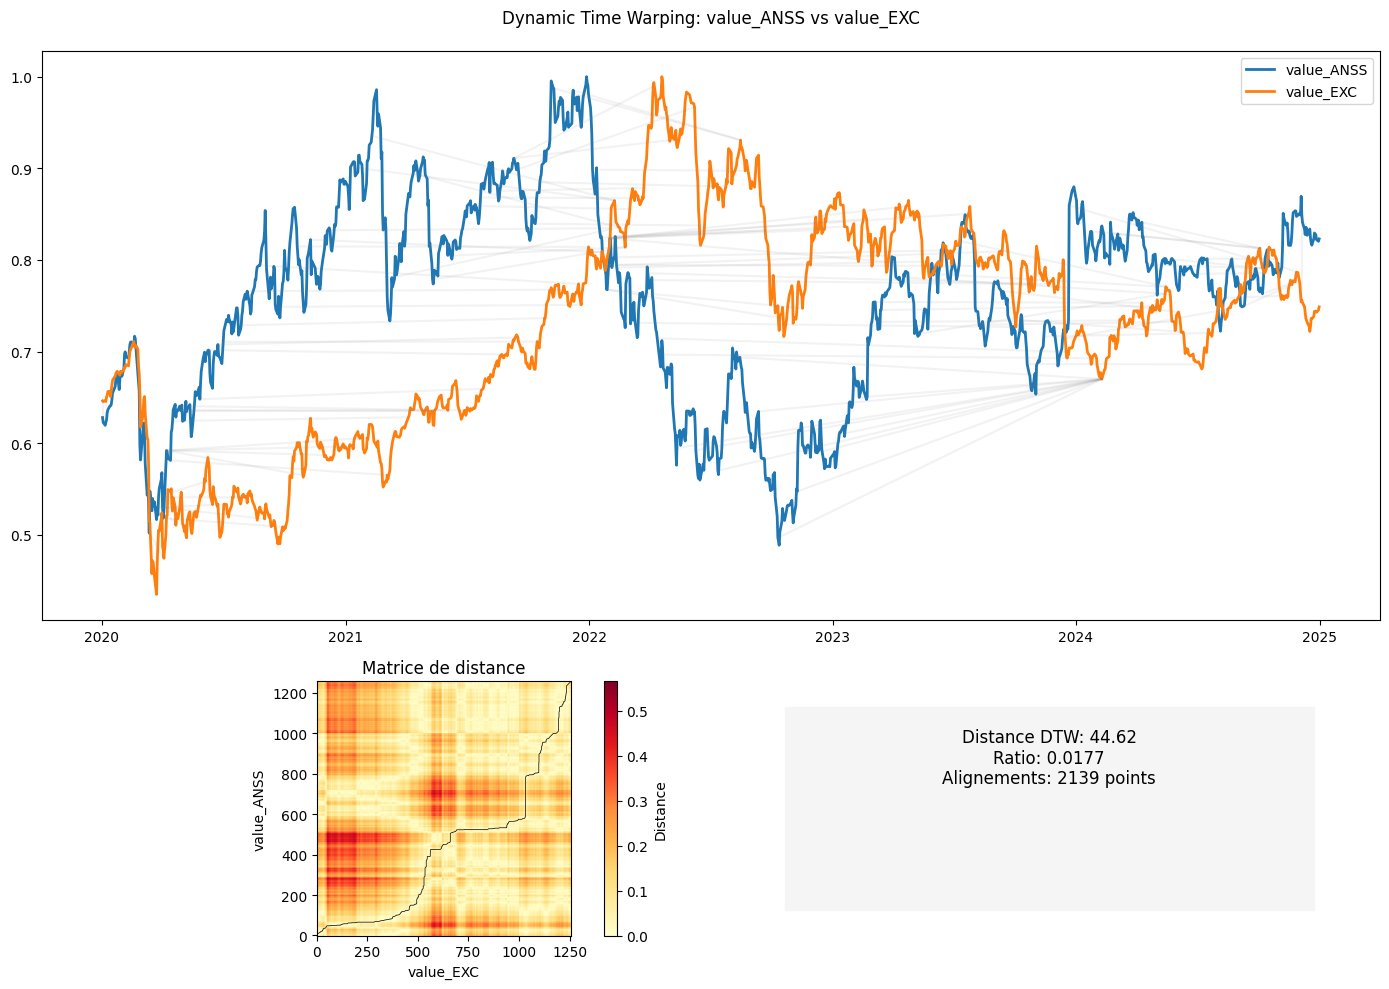 Dynamic Time Warping: value_ANSS vs value_EXC
value_ANSS
value_EXC
1.0
0.9
0.8
0.7
0.6
0.5
2020 2021 2022 2023 2024 2025
Matrice de distance
value_ANSS
1200
1000
800
600
400
200
0
0 250 500 750 1000 1250
value_EXC
0.5
0.4
0.3
0.2
0.1
0.0
Distance
Distance DTW: 44.62
Ratio: 0.0177
Alignements: 2139 points